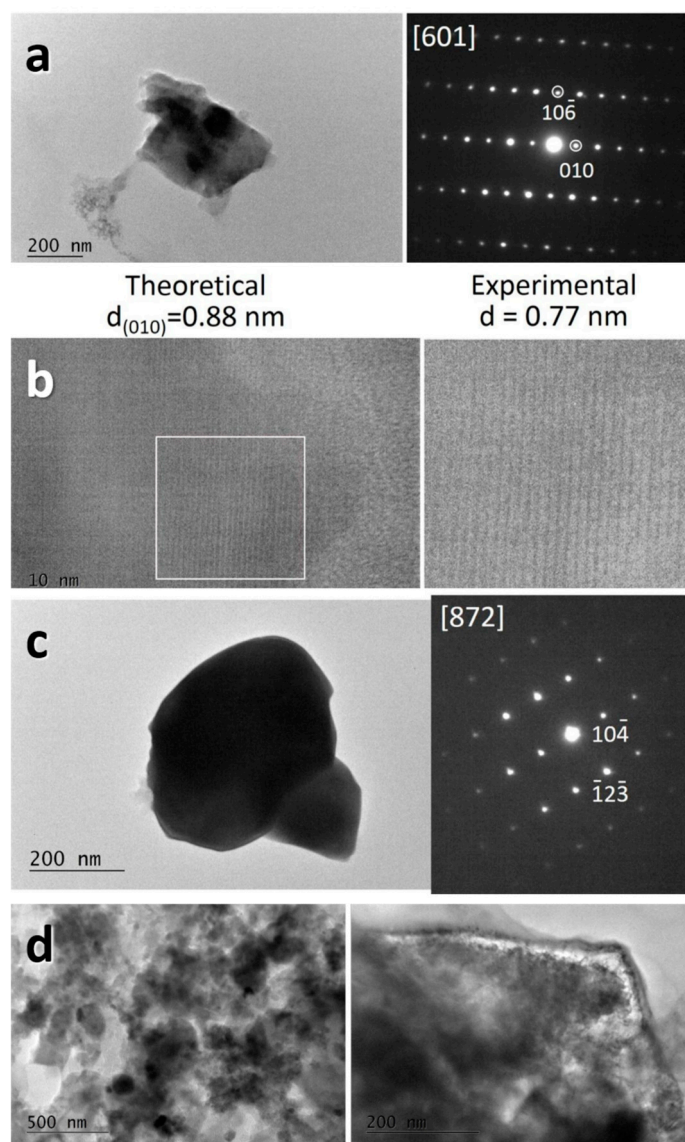 a
[601]
106̄
010
200 nm
Theoretical
d(010)=0.88 nm
Experimental
d = 0.77 nm
b
10 nm
c
[872]
104̄
1̄23̄
200 nm
d
500 nm
200 nm